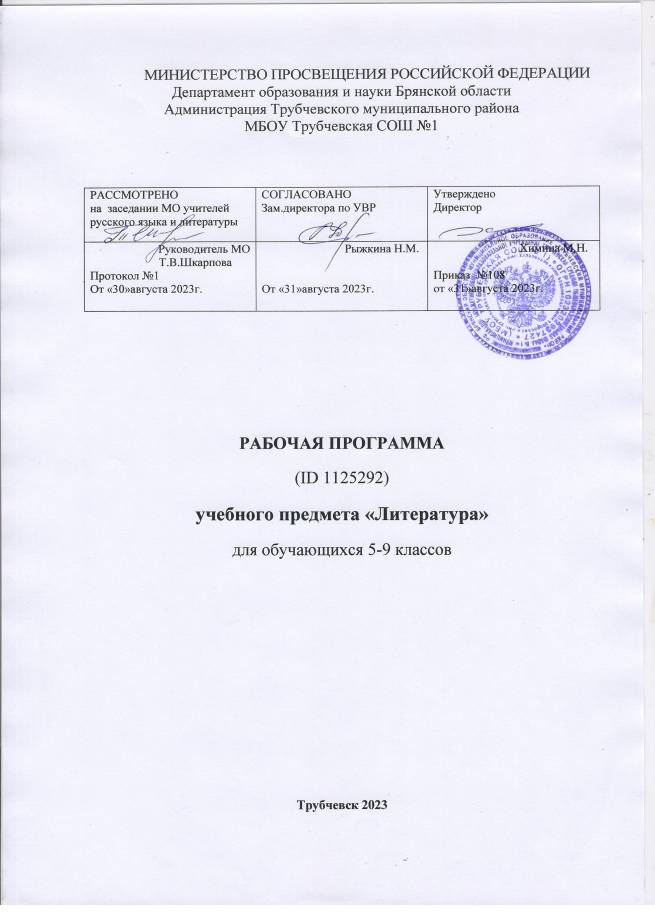 МИНИСТЕРСТВО ПРОСВЕЩЕНИЯ РОССИЙСКОЙ ФЕДЕРАЦИИ
Департамент образования и науки Брянской области
Администрация Трубчевского муниципального района
МБОУ Трубчевская СОШ №1
РАССМОТРЕНО
на заседании МО учителей
русского языка и литературы
Руководитель МО
Т.В.Шкарпова
Протокол №1
От «30»августа 2023г.
СОГЛАСОВАНО
Зам.директора по УВР
Рыжкина Н.М.
От «31»августа 2023г.
Утверждено
Директор
Химина М.Н.
Приказ №108
от «31»августа 2023г.
РАБОЧАЯ ПРОГРАММА
(ID 1125292)
учебного предмета «Литература»
для обучающихся 5-9 классов
Трубчевск 2023